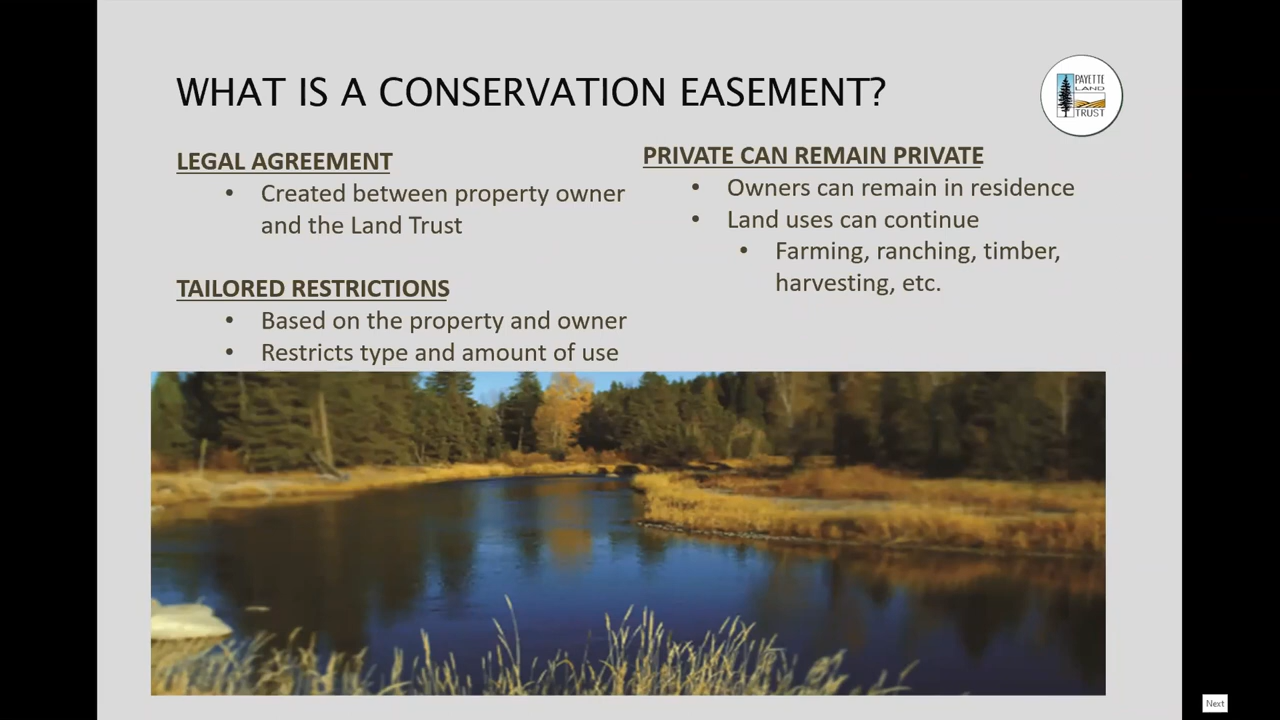 WHAT IS A CONSERVATION EASEMENT?
PAYETTE
LAND
TRUST
LEGAL AGREEMENT
• Created between property owner
and the Land Trust
TAILORED RESTRICTIONS
• Based on the property and owner
• Restricts type and amount of use
PRIVATE CAN REMAIN PRIVATE
• Owners can remain in residence
• Land uses can continue
• Farming, ranching, timber,
harvesting, etc.
Next